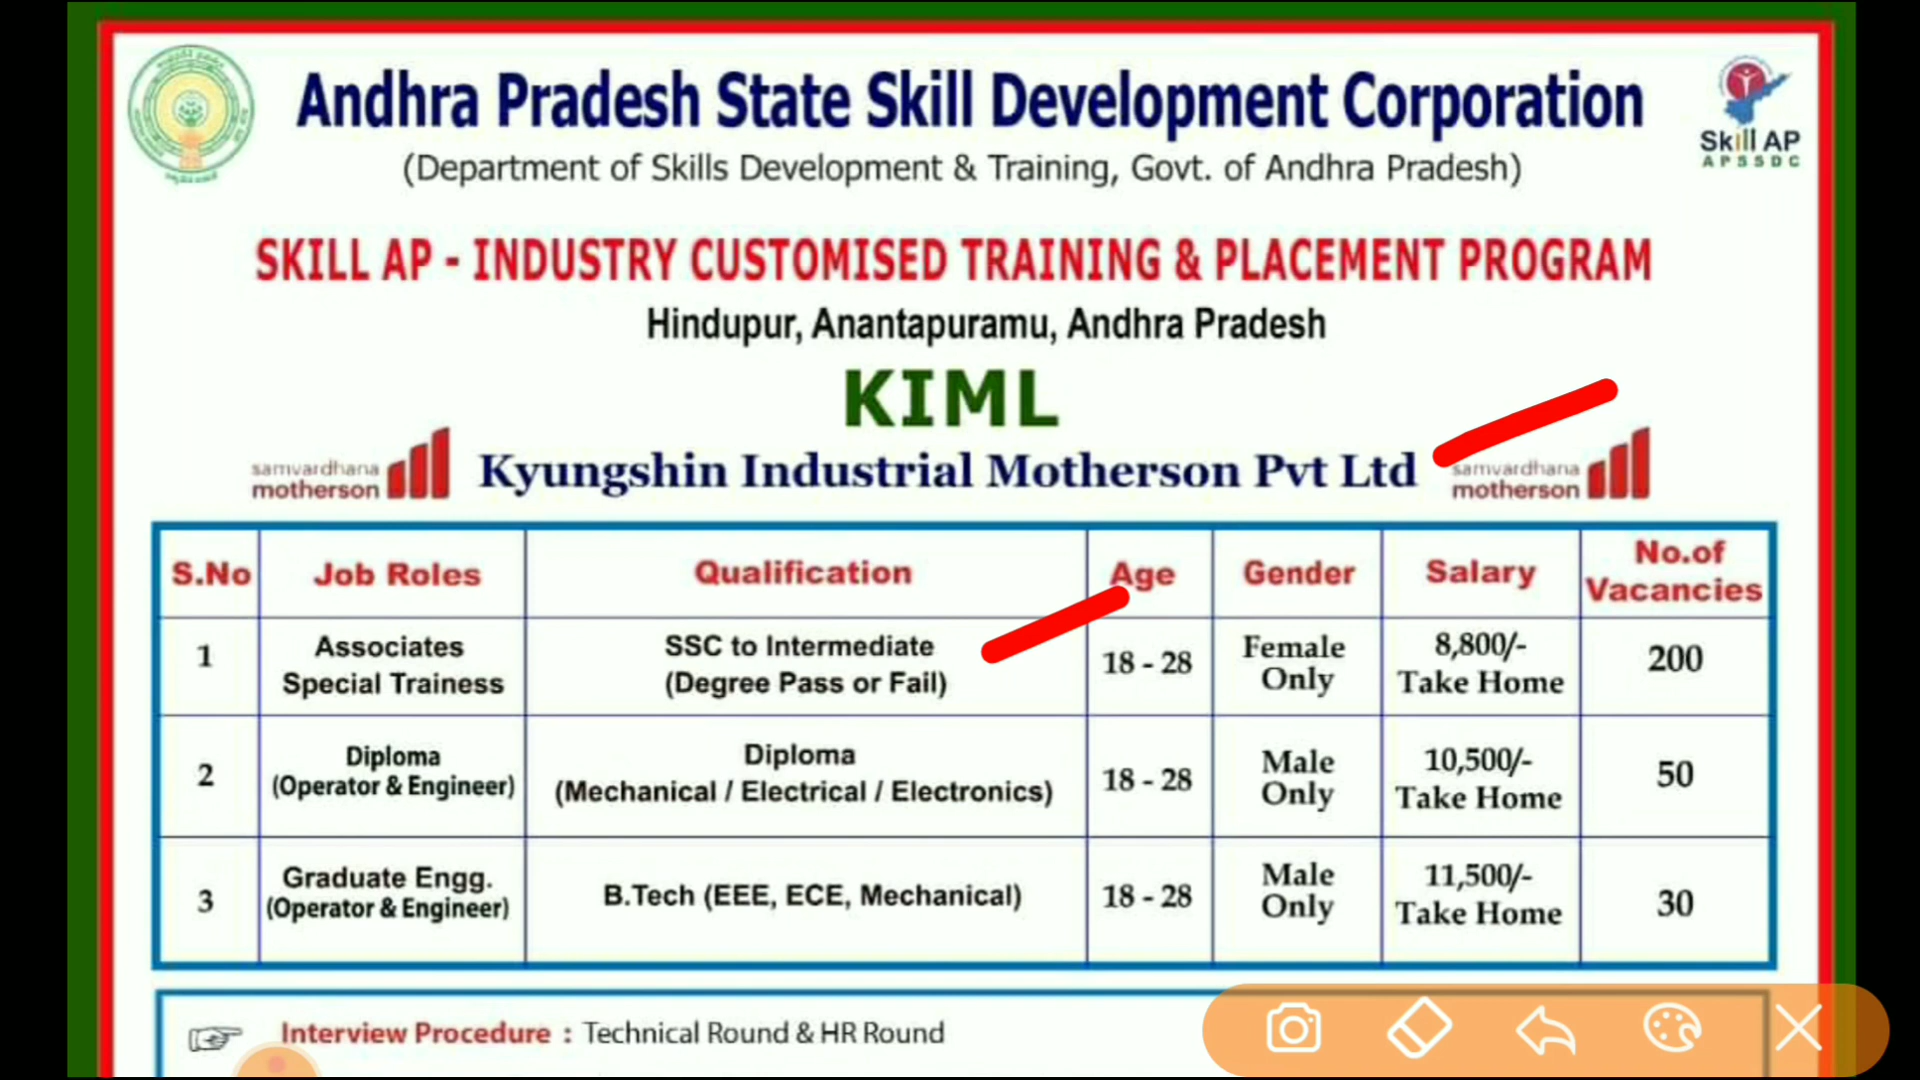 Andhra Pradesh State Skill Development Corporation
(Department of Skills Development & Training, Govt. of Andhra Pradesh)
Skill AP
APSSDC
SKILL AP - INDUSTRY CUSTOMISED TRAINING & PLACEMENT PROGRAM
Hindupur, Anantapuramu, Andhra Pradesh
KIML
samvardhana
motherson
Kyungshin Industrial Motherson Pvt Ltd
samvardhana
motherson
S.No Job Roles Qualification Age Gender Salary No.of Vacancies
1 Associates Special Trainess SSC to Intermediate (Degree Pass or Fail) 18 - 28 Female Only 8,800/- Take Home 200
2 Diploma (Operator & Engineer) Diploma (Mechanical / Electrical / Electronics) 18 - 28 Male Only 10,500/- Take Home 50
3 Graduate Engg. (Operator & Engineer) B.Tech (EEE, ECE, Mechanical) 18 - 28 Male Only 11,500/- Take Home 30
Interview Procedure : Technical Round & HR Round